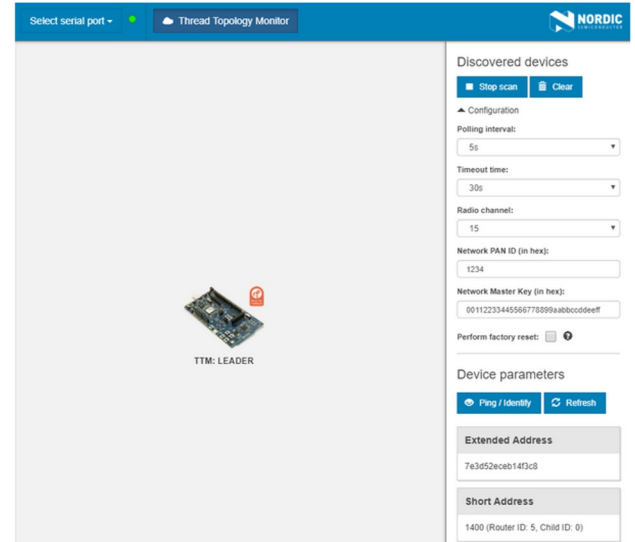 Select serial port
Thread Topology Monitor
NORDIC
SEMICONDUCTOR
Discovered devices
Stop scan
Clear
Configuration
Polling interval:
5s
Timeout time:
30s
Radio channel:
15
Network PAN ID (in hex):
1234
Network Master Key (in hex):
00112233445566778899aabbccddeeff
Perform factory reset:
TTM: LEADER
Device parameters
Ping / Identify
Refresh
Extended Address
7e3d52eceb14f3c8
Short Address
1400 (Router ID: 5, Child ID: 0)